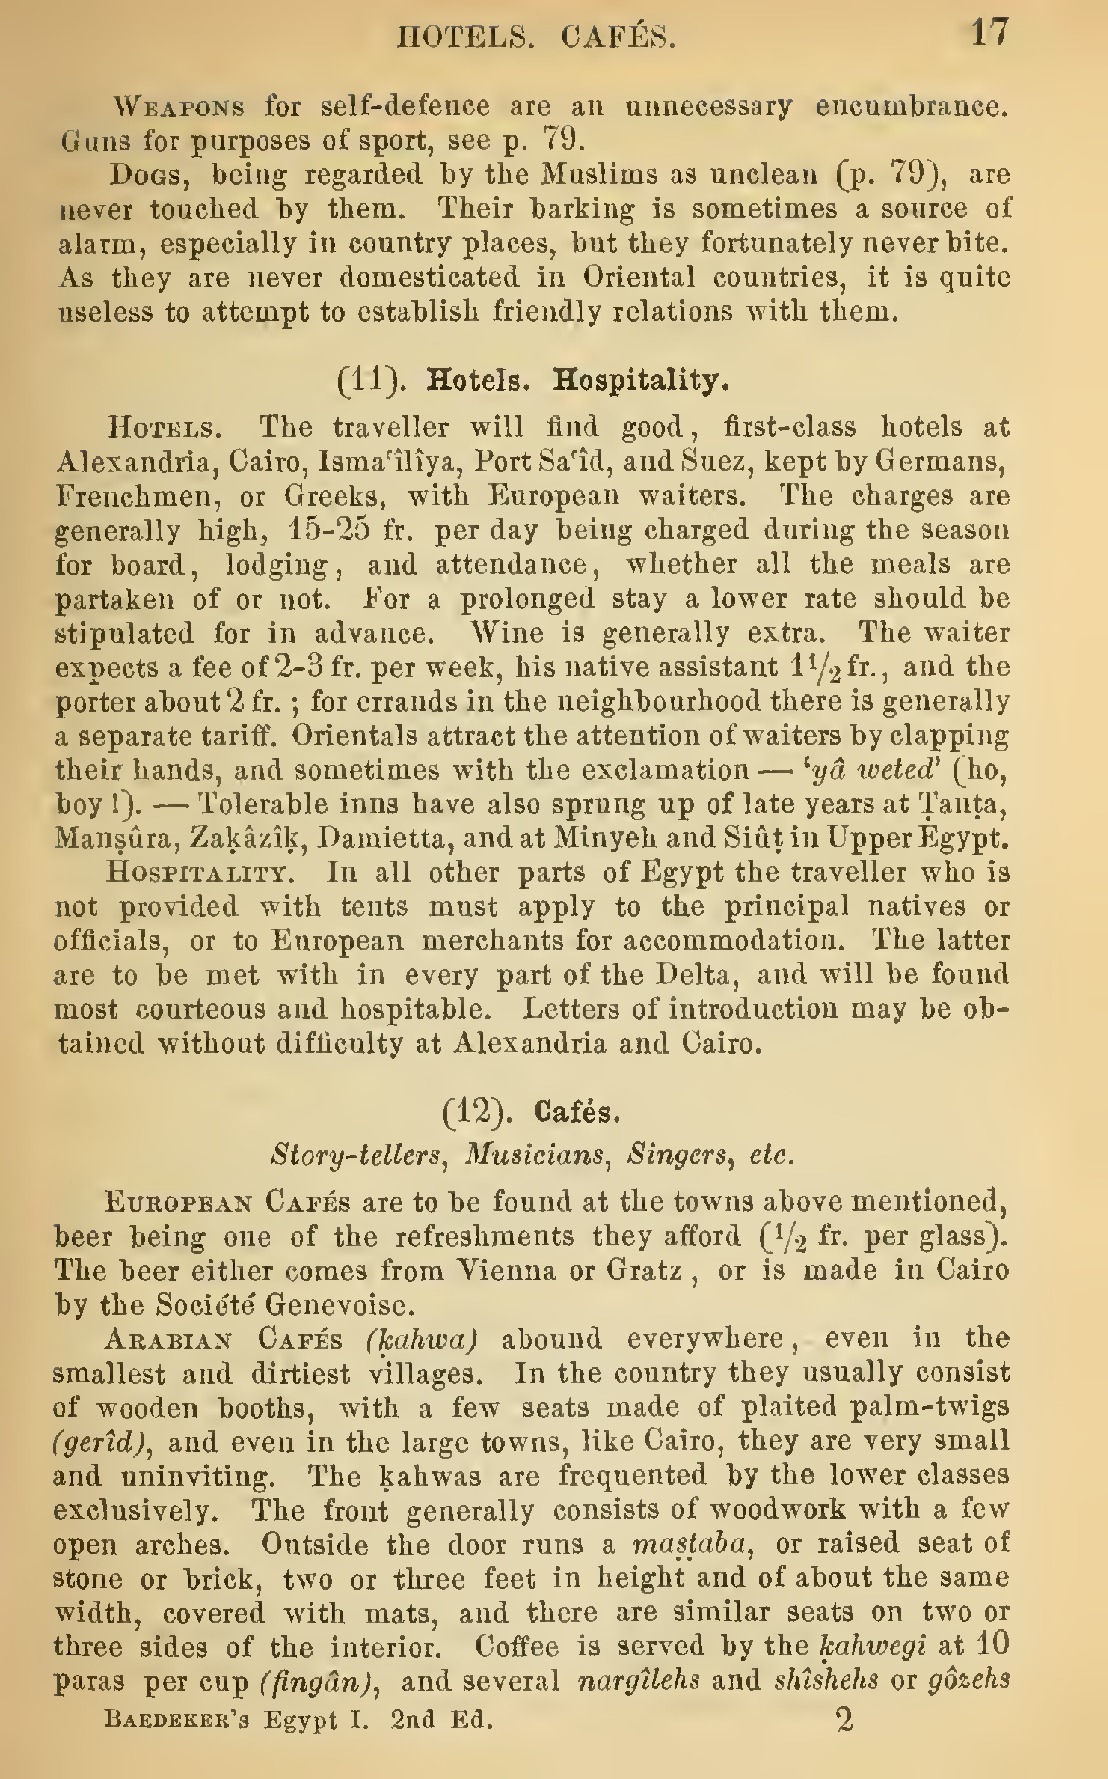 HOTELS. CAFÉS. 17
WEAPONS for self-defence are an unnecessary encumbrance.
Guns for purposes of sport, see p. 79.
DOGS, being regarded by the Muslims as unclean (p. 79), are
never touched by them. Their barking is sometimes a source of
alarm, especially in country places, but they fortunately never bite.
As they are never domesticated in Oriental countries, it is quite
useless to attempt to establish friendly relations with them.
(11). Hotels. Hospitality.
HOTELS. The traveller will find good, first-class hotels at
Alexandria, Cairo, Ismaʿîlîya, Port Saʿîd, and Suez, kept by Germans,
Frenchmen, or Greeks, with European waiters. The charges are
generally high, 15-25 fr. per day being charged during the season
for board, lodging, and attendance, whether all the meals are
partaken of or not. For a prolonged stay a lower rate should be
stipulated for in advance. Wine is generally extra. The waiter
expects a fee of 2-3 fr. per week, his native assistant 1½ fr., and the
porter about 2 fr.; for errands in the neighbourhood there is generally
a separate tariff. Orientals attract the attention of waiters by clapping
their hands, and sometimes with the exclamation — 'yâ weted' (ho,
boy!). — Tolerable inns have also sprung up of late years at Ṭanṭa,
Manṣûra, Zaḳâzîḳ, Damietta, and at Minyeh and Siûṭ in Upper Egypt.
HOSPITALITY. In all other parts of Egypt the traveller who is
not provided with tents must apply to the principal natives or
officials, or to European merchants for accommodation. The latter
are to be met with in every part of the Delta, and will be found
most courteous and hospitable. Letters of introduction may be ob-
tained without difficulty at Alexandria and Cairo.
(12). Cafés.
Story-tellers, Musicians, Singers, etc.
EUROPEAN CAFÉS are to be found at the towns above mentioned,
beer being one of the refreshments they afford (½ fr. per glass).
The beer either comes from Vienna or Gratz, or is made in Cairo
by the Société Genevoise.
ARABIAN CAFÉS (ḳahwa) abound everywhere, even in the
smallest and dirtiest villages. In the country they usually consist
of wooden booths, with a few seats made of plaited palm-twigs
(gerîd), and even in the large towns, like Cairo, they are very small
and uninviting. The ḳahwas are frequented by the lower classes
exclusively. The front generally consists of woodwork with a few
open arches. Outside the door runs a masṭaba, or raised seat of
stone or brick, two or three feet in height and of about the same
width, covered with mats, and there are similar seats on two or
three sides of the interior. Coffee is served by the ḳahwegi at 10
paras per cup (fingân), and several nargîlehs and shîshehs or gôzehs
BAEDEKER's Egypt I. 2nd Ed. 2